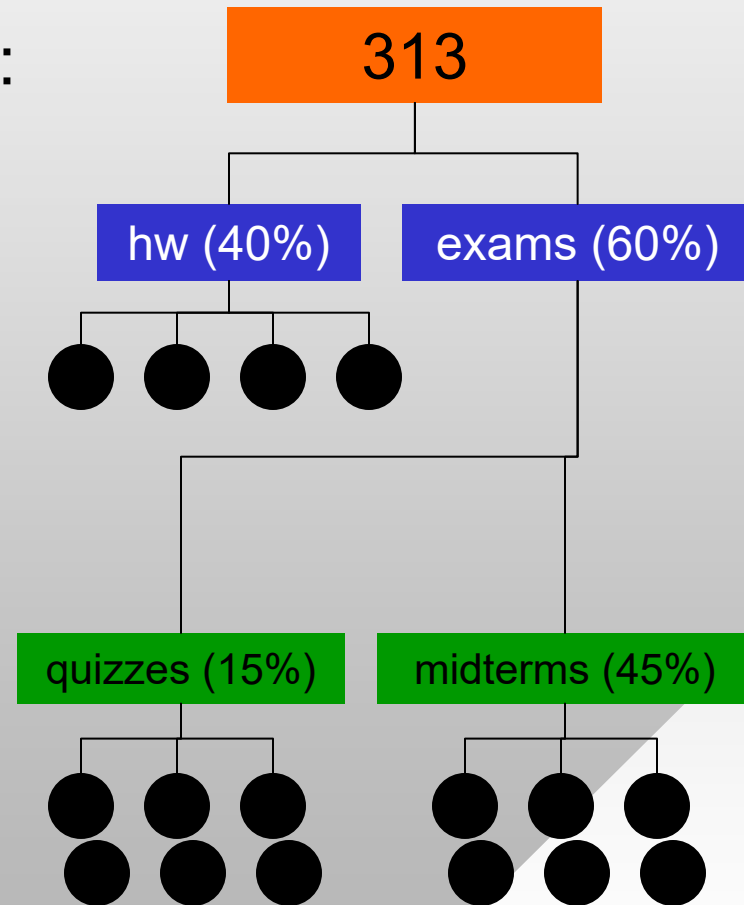 :
313
hw (40%)
exams (60%)
quizzes (15%)
midterms (45%)